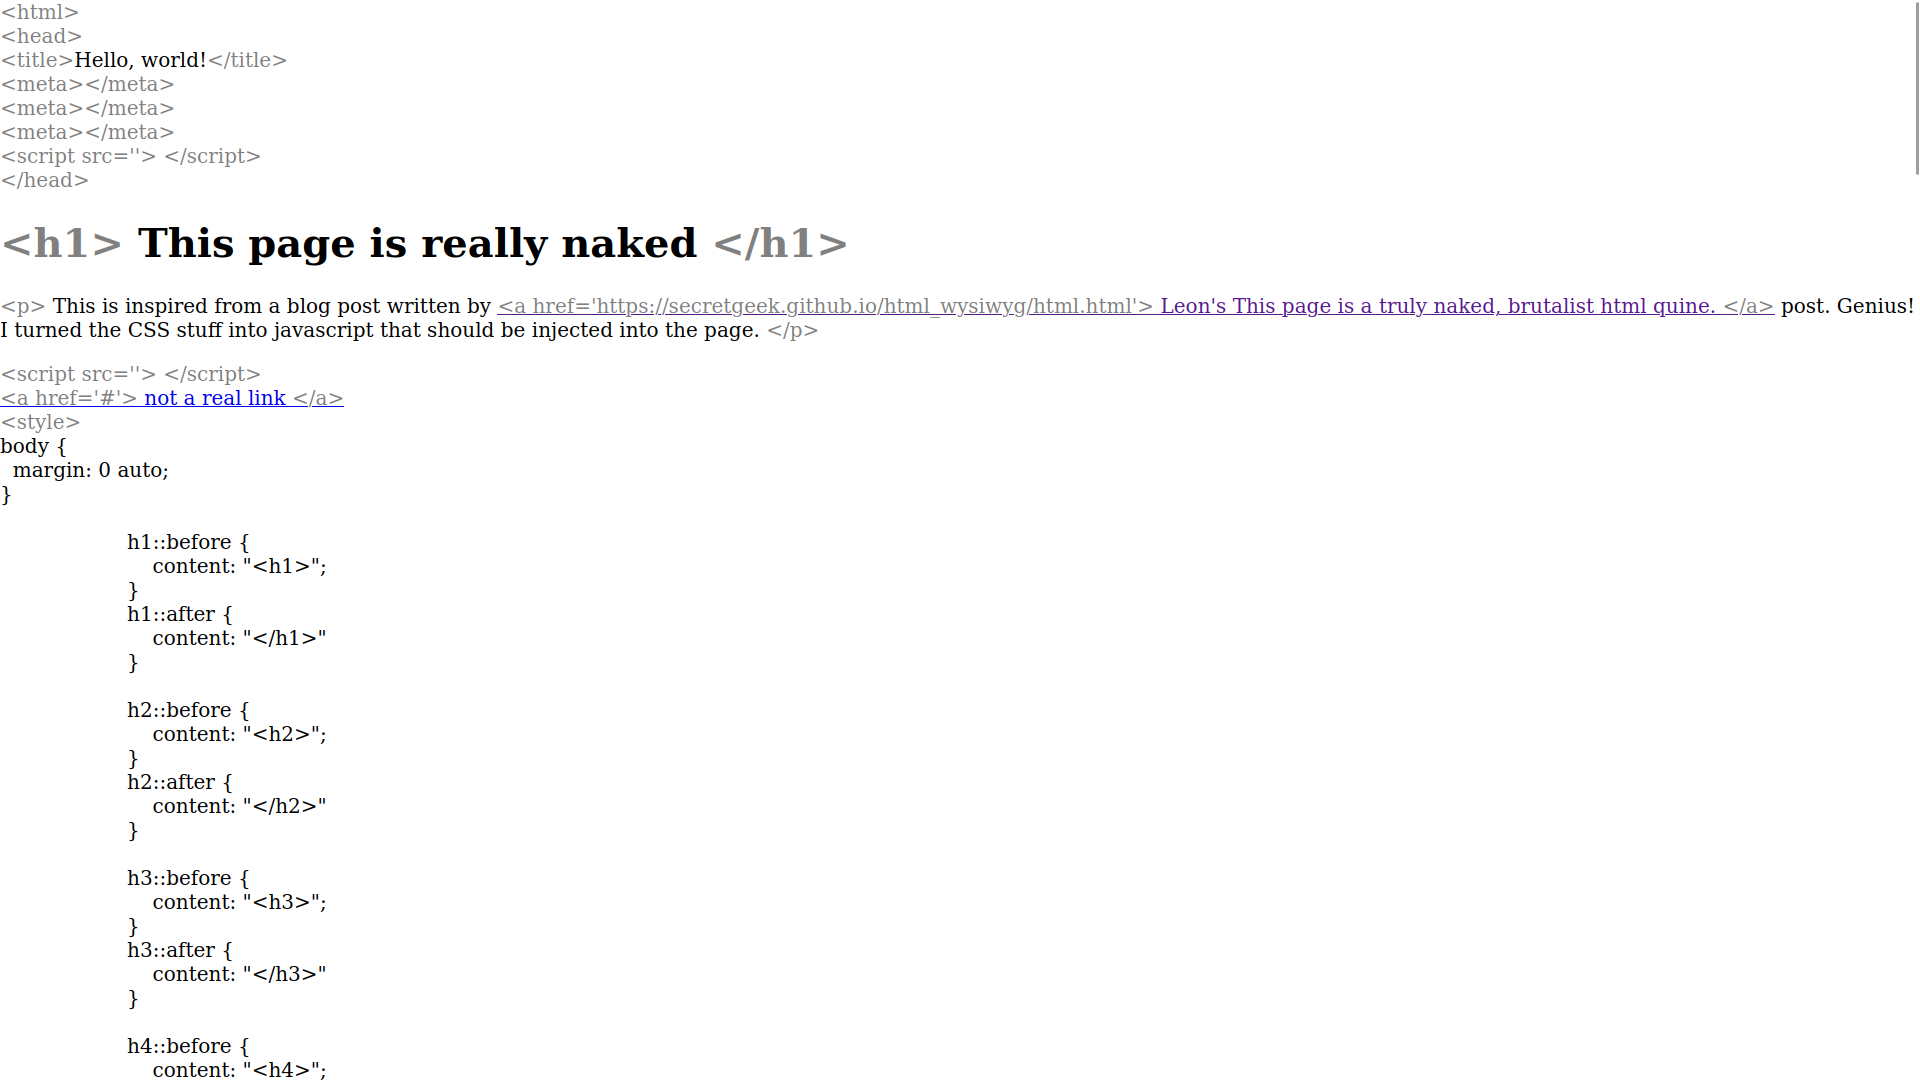 <html>
<head>
<title>Hello, world!</title>
<meta></meta>
<meta></meta>
<meta></meta>
<script src=''> </script>
</head>
<h1> This page is really naked </h1>
<p> This is inspired from a blog post written by <a href='https://secretgeek.github.io/html_wysiwyg/html.html'> Leon's This page is a truly naked, brutalist html quine. </a> post. Genius!
I turned the CSS stuff into javascript that should be injected into the page. </p>
<script src=''> </script>
<a href='#'> not a real link </a>
<style>
body {
  margin: 0 auto;
}
h1::before {
    content: "<h1>";
}
h1::after {
    content: "</h1>"
}
h2::before {
    content: "<h2>";
}
h2::after {
    content: "</h2>"
}
h3::before {
    content: "<h3>";
}
h3::after {
    content: "</h3>"
}
h4::before {
    content: "<h4>";